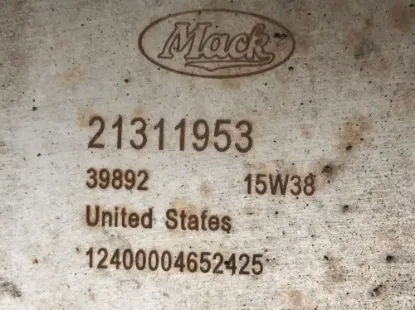 Mack
21311953
39892 15W38
United States
12400004652425